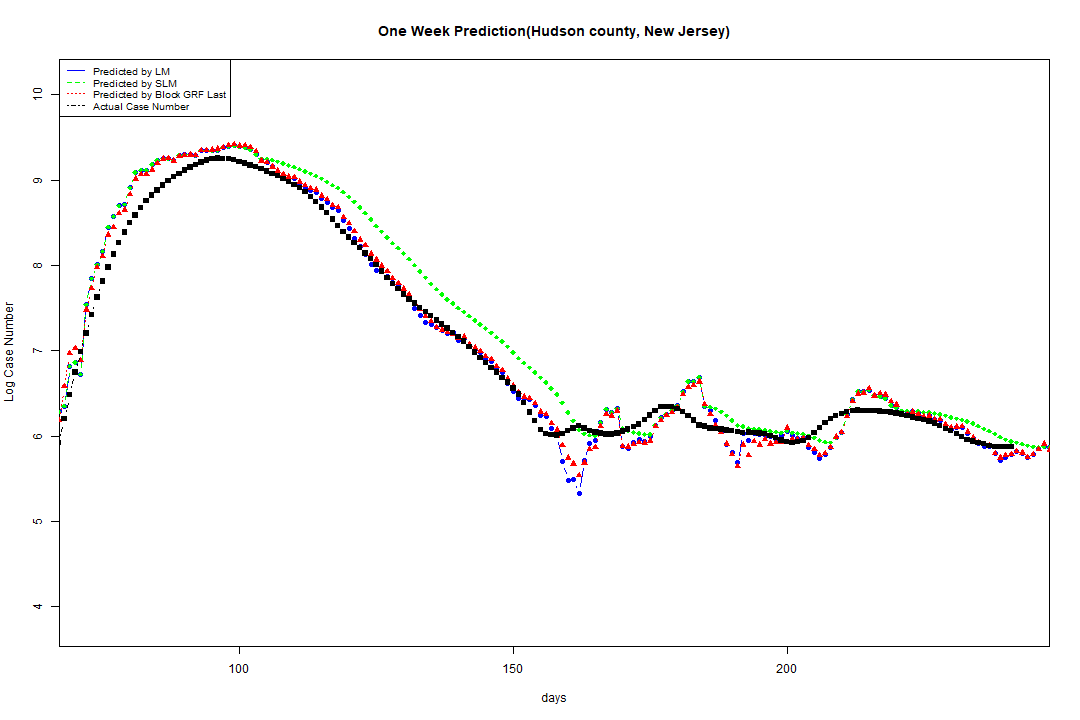 One Week Prediction(Hudson county, New Jersey)
Predicted by LM
Predicted by SLM
Predicted by Block GRF Last
Actual Case Number
10
9
8
7
6
5
4
Log Case Number
100
150
200
days